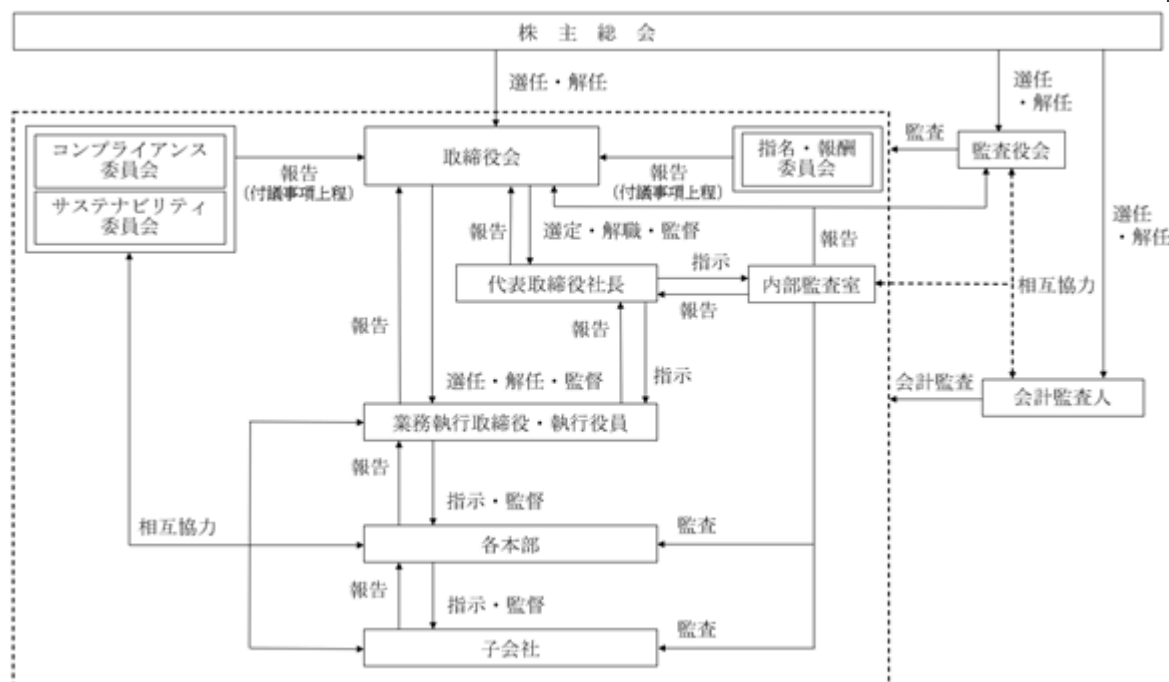 株主総会
選任・解任
選任
・解任
コンプライアンス
委員会
サステナビリティ
委員会
報告
(付議事項上程)
取締役会
報告
(付議事項上程)
指名・報酬
委員会
監査
監査役会
選任
・解任
報告
選定・解職・監督
報告
代表取締役社長
指示
報告
内部監査室
相互協力
報告
選任・解任・監督
報告
指示
会計監査
会計監査人
業務執行取締役・執行役員
報告
指示・監督
相互協力
各本部
監査
報告
指示・監督
子会社
監査